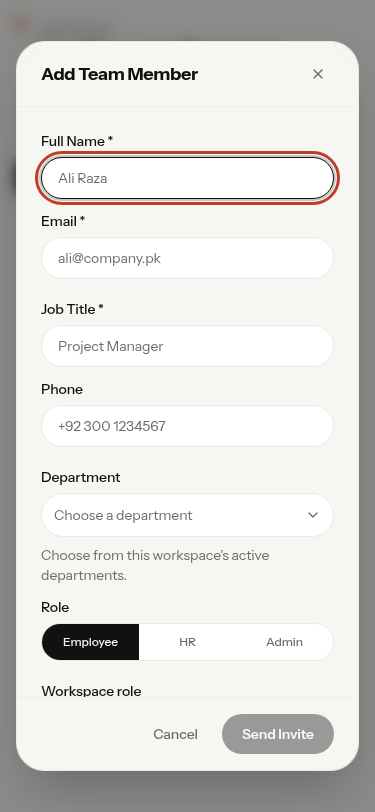 Add Team Member
Full Name *
Ali Raza
Email *
ali@company.pk
Job Title *
Project Manager
Phone
+92 300 1234567
Department
Choose a department
Choose from this workspace's active
departments.
Role
Employee HR Admin
Workspace role
Cancel Send Invite